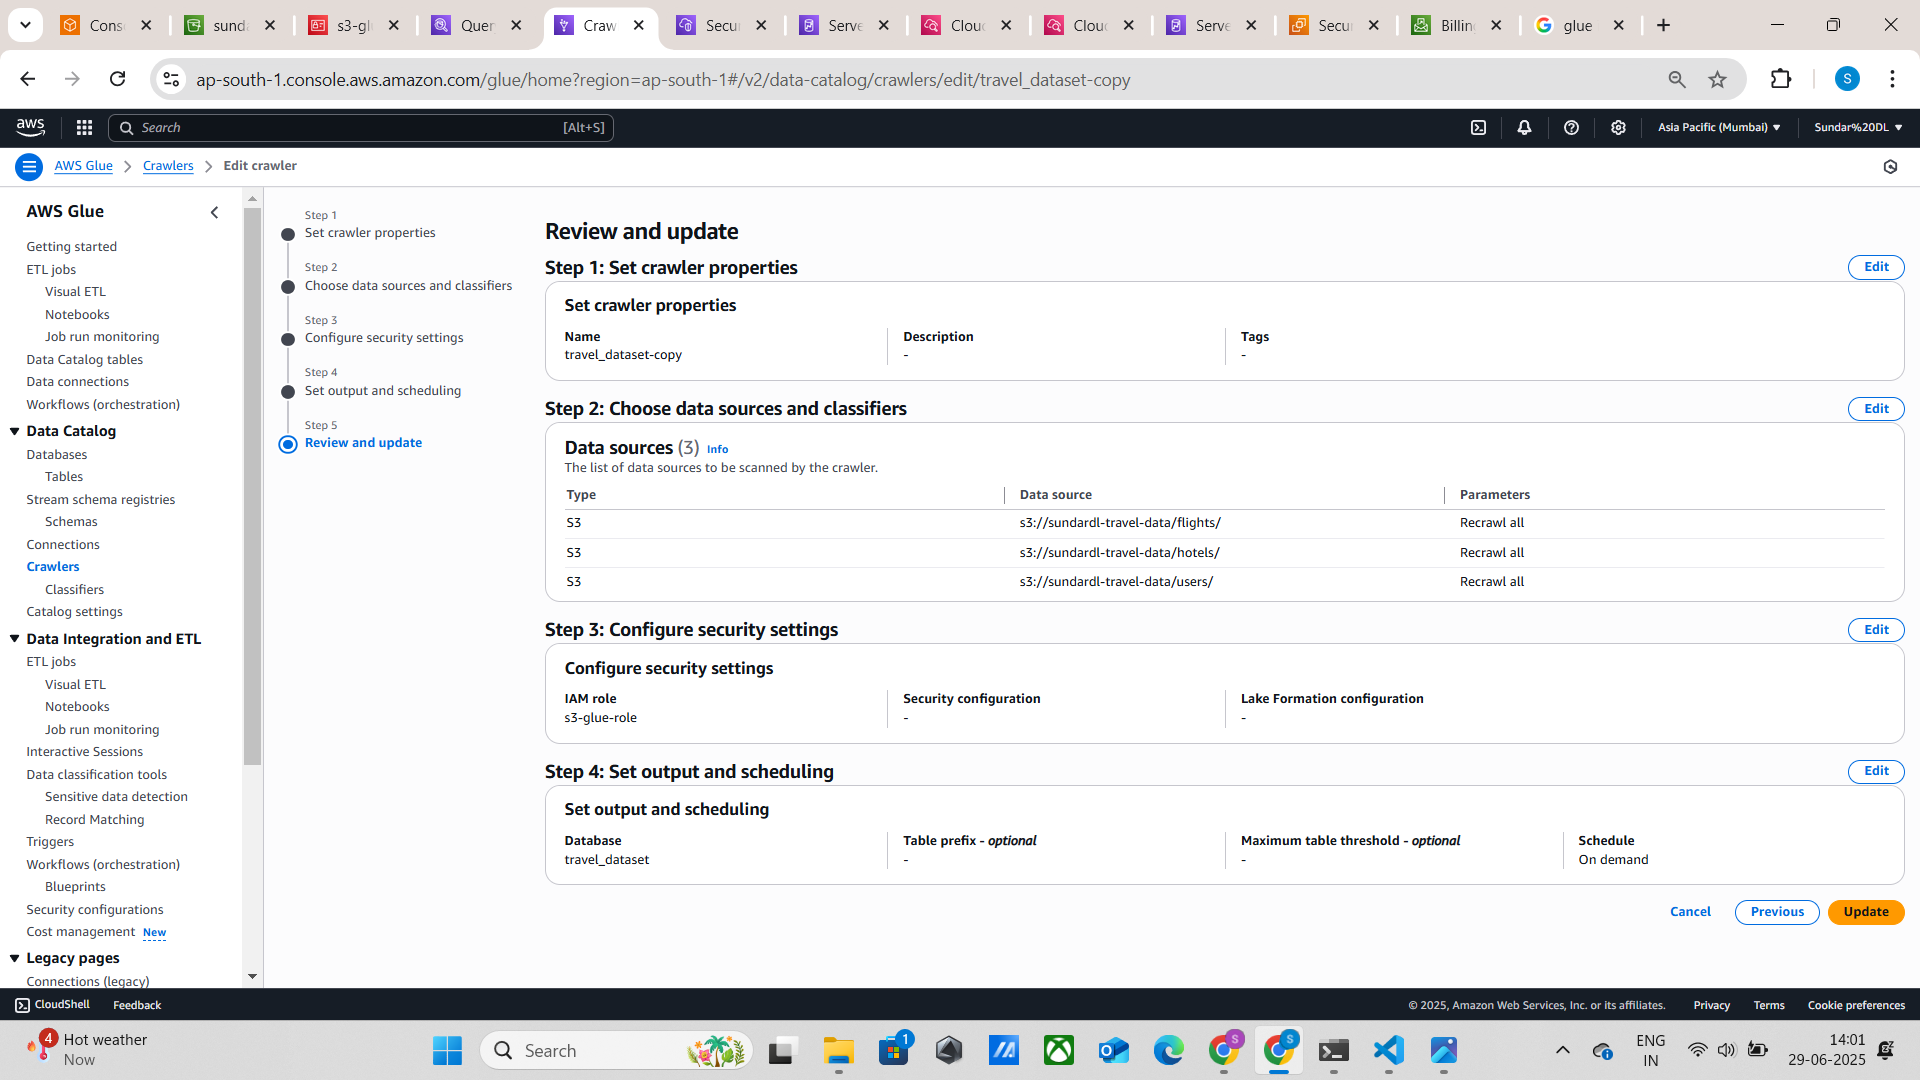 Cons
sunda
s3-gl
Quer
Craw
Secur
Serve
Cloud
Cloud
Serve
Secu
Billing
glue
ap-south-1.console.aws.amazon.com/glue/home?region=ap-south-1#/v2/data-catalog/crawlers/edit/travel_dataset-copy
S
aws
Search
[Alt+S]
Asia Pacific (Mumbai)
Sundar%20DL
AWS Glue
Crawlers
Edit crawler
AWS Glue
Getting started
ETL jobs
Visual ETL
Notebooks
Job run monitoring
Data Catalog tables
Data connections
Workflows (orchestration)
Data Catalog
Databases
Tables
Stream schema registries
Schemas
Connections
Crawlers
Classifiers
Catalog settings
Data Integration and ETL
ETL jobs
Visual ETL
Notebooks
Job run monitoring
Interactive Sessions
Data classification tools
Sensitive data detection
Record Matching
Triggers
Workflows (orchestration)
Blueprints
Security configurations
Cost management New
Legacy pages
Connections (legacy)
Step 1
Set crawler properties
Step 2
Choose data sources and classifiers
Step 3
Configure security settings
Step 4
Set output and scheduling
Step 5
Review and update
Review and update
Step 1: Set crawler properties
Edit
Set crawler properties
Name Description Tags
travel_dataset-copy - -
Step 2: Choose data sources and classifiers
Edit
Data sources (3) Info
The list of data sources to be scanned by the crawler.
Type Data source Parameters
S3 s3://sundardl-travel-data/flights/ Recrawl all
S3 s3://sundardl-travel-data/hotels/ Recrawl all
S3 s3://sundardl-travel-data/users/ Recrawl all
Step 3: Configure security settings
Edit
Configure security settings
IAM role Security configuration Lake Formation configuration
s3-glue-role - -
Step 4: Set output and scheduling
Edit
Set output and scheduling
Database Table prefix - optional Maximum table threshold - optional Schedule
travel_dataset - - On demand
Cancel Previous Update
CloudShell Feedback
© 2025, Amazon Web Services, Inc. or its affiliates. Privacy Terms Cookie preferences
4
Hot weather
Now
Search
1
S
S
ENG
IN
14:01
29-06-2025